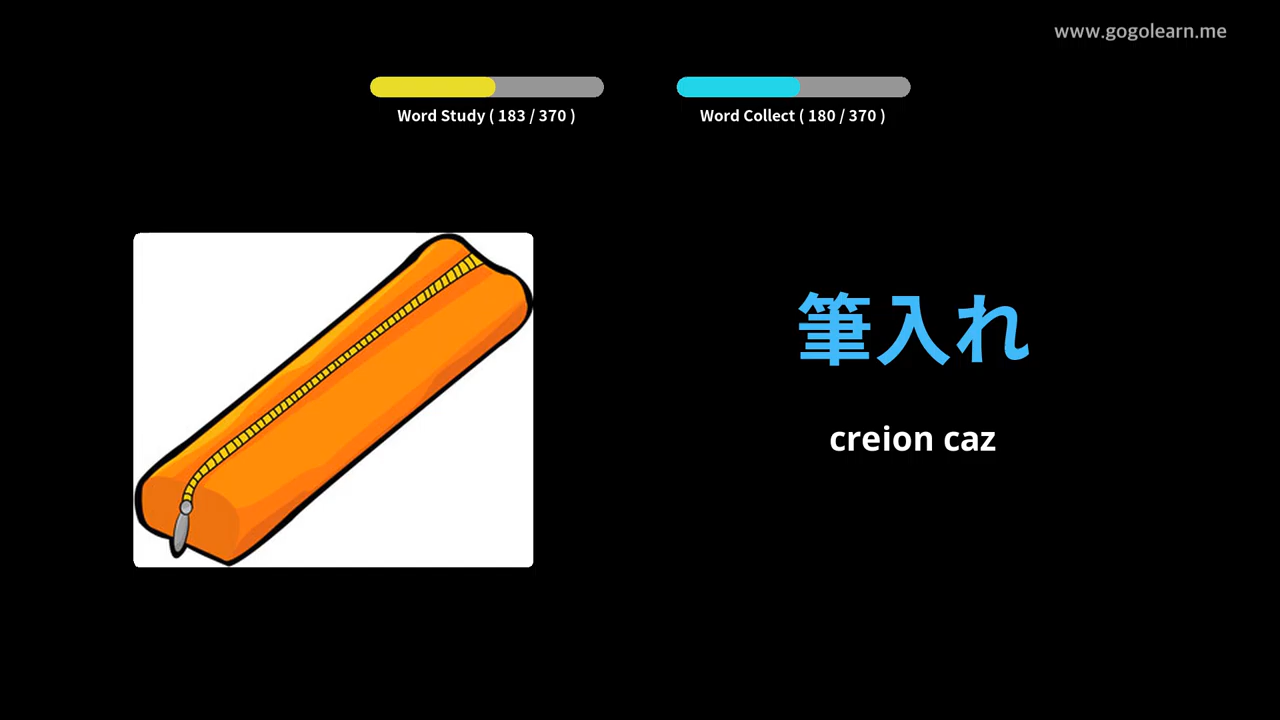 www.gogolearn.me
Word Study ( 183 / 370 )
Word Collect ( 180 / 370 )
筆入れ
creion caz